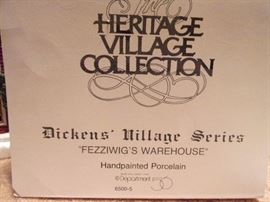 HERITAGE
VILLAGE
COLLECTION
Dickens' Village Series
"FEZZIWIG'S WAREHOUSE"
Handpainted Porcelain
© Department 56
6500-5